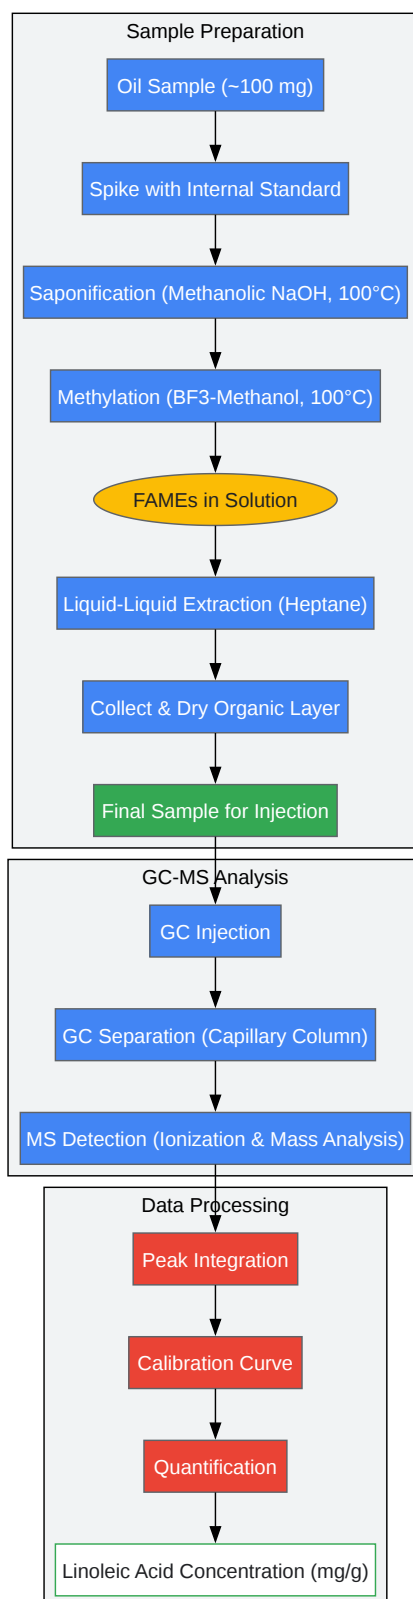 Sample Preparation
Oil Sample (~100 mg)
Spike with Internal Standard
Saponification (Methanolic NaOH, 100°C)
Methylation (BF3-Methanol, 100°C)
FAMEs in Solution
Liquid-Liquid Extraction (Heptane)
Collect & Dry Organic Layer
Final Sample for Injection
GC-MS Analysis
GC Injection
GC Separation (Capillary Column)
MS Detection (Ionization & Mass Analysis)
Data Processing
Peak Integration
Calibration Curve
Quantification
Linoleic Acid Concentration (mg/g)